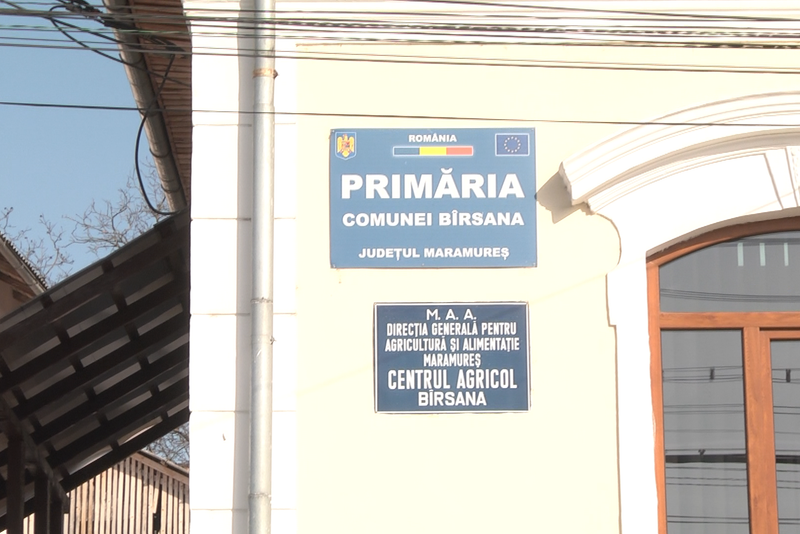 ROMÂNIA
PRIMĂRIA
COMUNEI BÎRSANA
JUDEȚUL MARAMUREȘ
M. A. A.
DIRECȚIA GENERALĂ PENTRU
AGRICULTURĂ ȘI ALIMENTAȚIE
MARAMUREȘ
CENTRUL AGRICOL
BÎRSANA